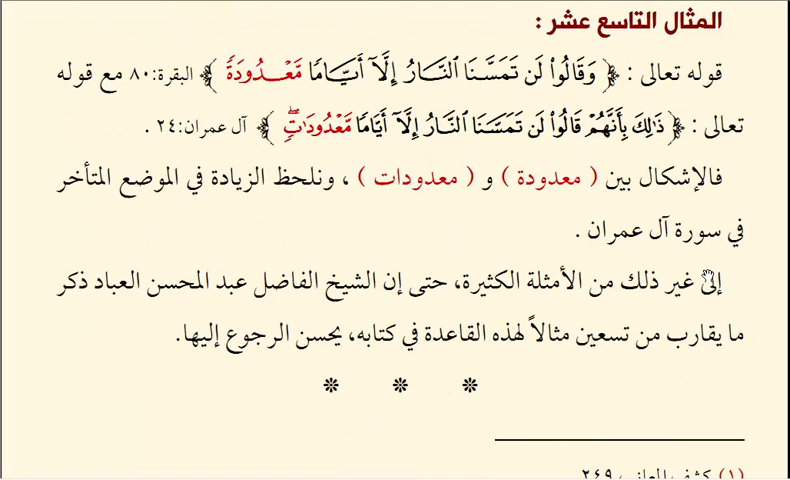 المثال التاسع عشر :
قوله تعالى : ﴿ وَقَالُواْ لَن تَمَسَّنَا ٱلنَّارُ إِلَّآ أَيَّامًا مَّعْدُودَةً ﴾ البقرة:٨٠ مع قوله
تعالى : ﴿ ذَٰلِكَ بِأَنَّهُمْ قَالُواْ لَن تَمَسَّنَا ٱلنَّارُ إِلَّآ أَيَّامًا مَّعْدُودَٰتٍ ﴾ آل عمران:٢٤ .
فالإشكال بين ( معدودة ) و ( معدودات ) ، ونلحظ الزيادة في الموضع المتأخر
في سورة آل عمران .
إلى غير ذلك من الأمثلة الكثيرة، حتى إن الشيخ الفاضل عبد المحسن العباد ذكر
ما يقارب من تسعين مثالاً لهذه القاعدة في كتابه، يحسن الرجوع إليها.
(١)